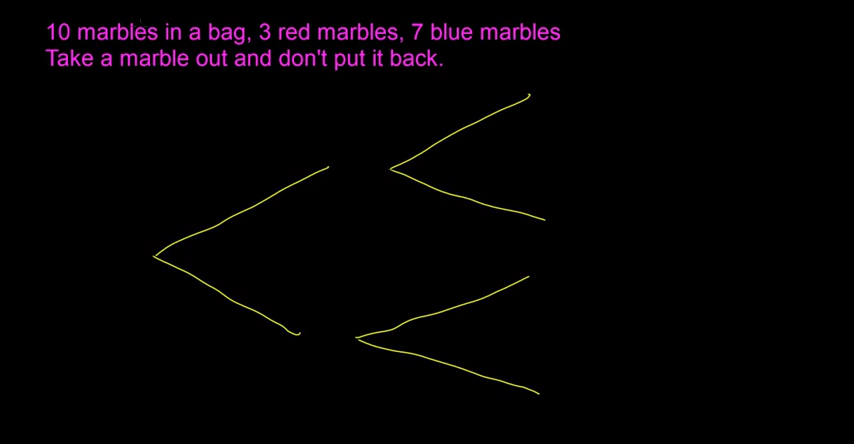 10 marbles in a bag, 3 red marbles, 7 blue marbles
Take a marble out and don't put it back.